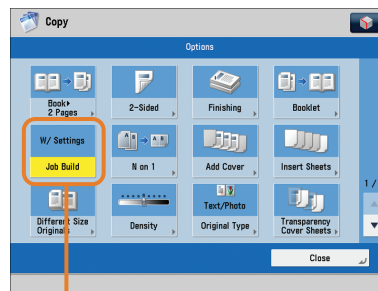 Copy
Options
Book▸
2 Pages
2-Sided
Finishing
Booklet
W/ Settings
Job Build
N on 1
Add Cover
Insert Sheets
1 /
Different Size
Originals
Density
Text/Photo
Original Type
Transparency
Cover Sheets
Close